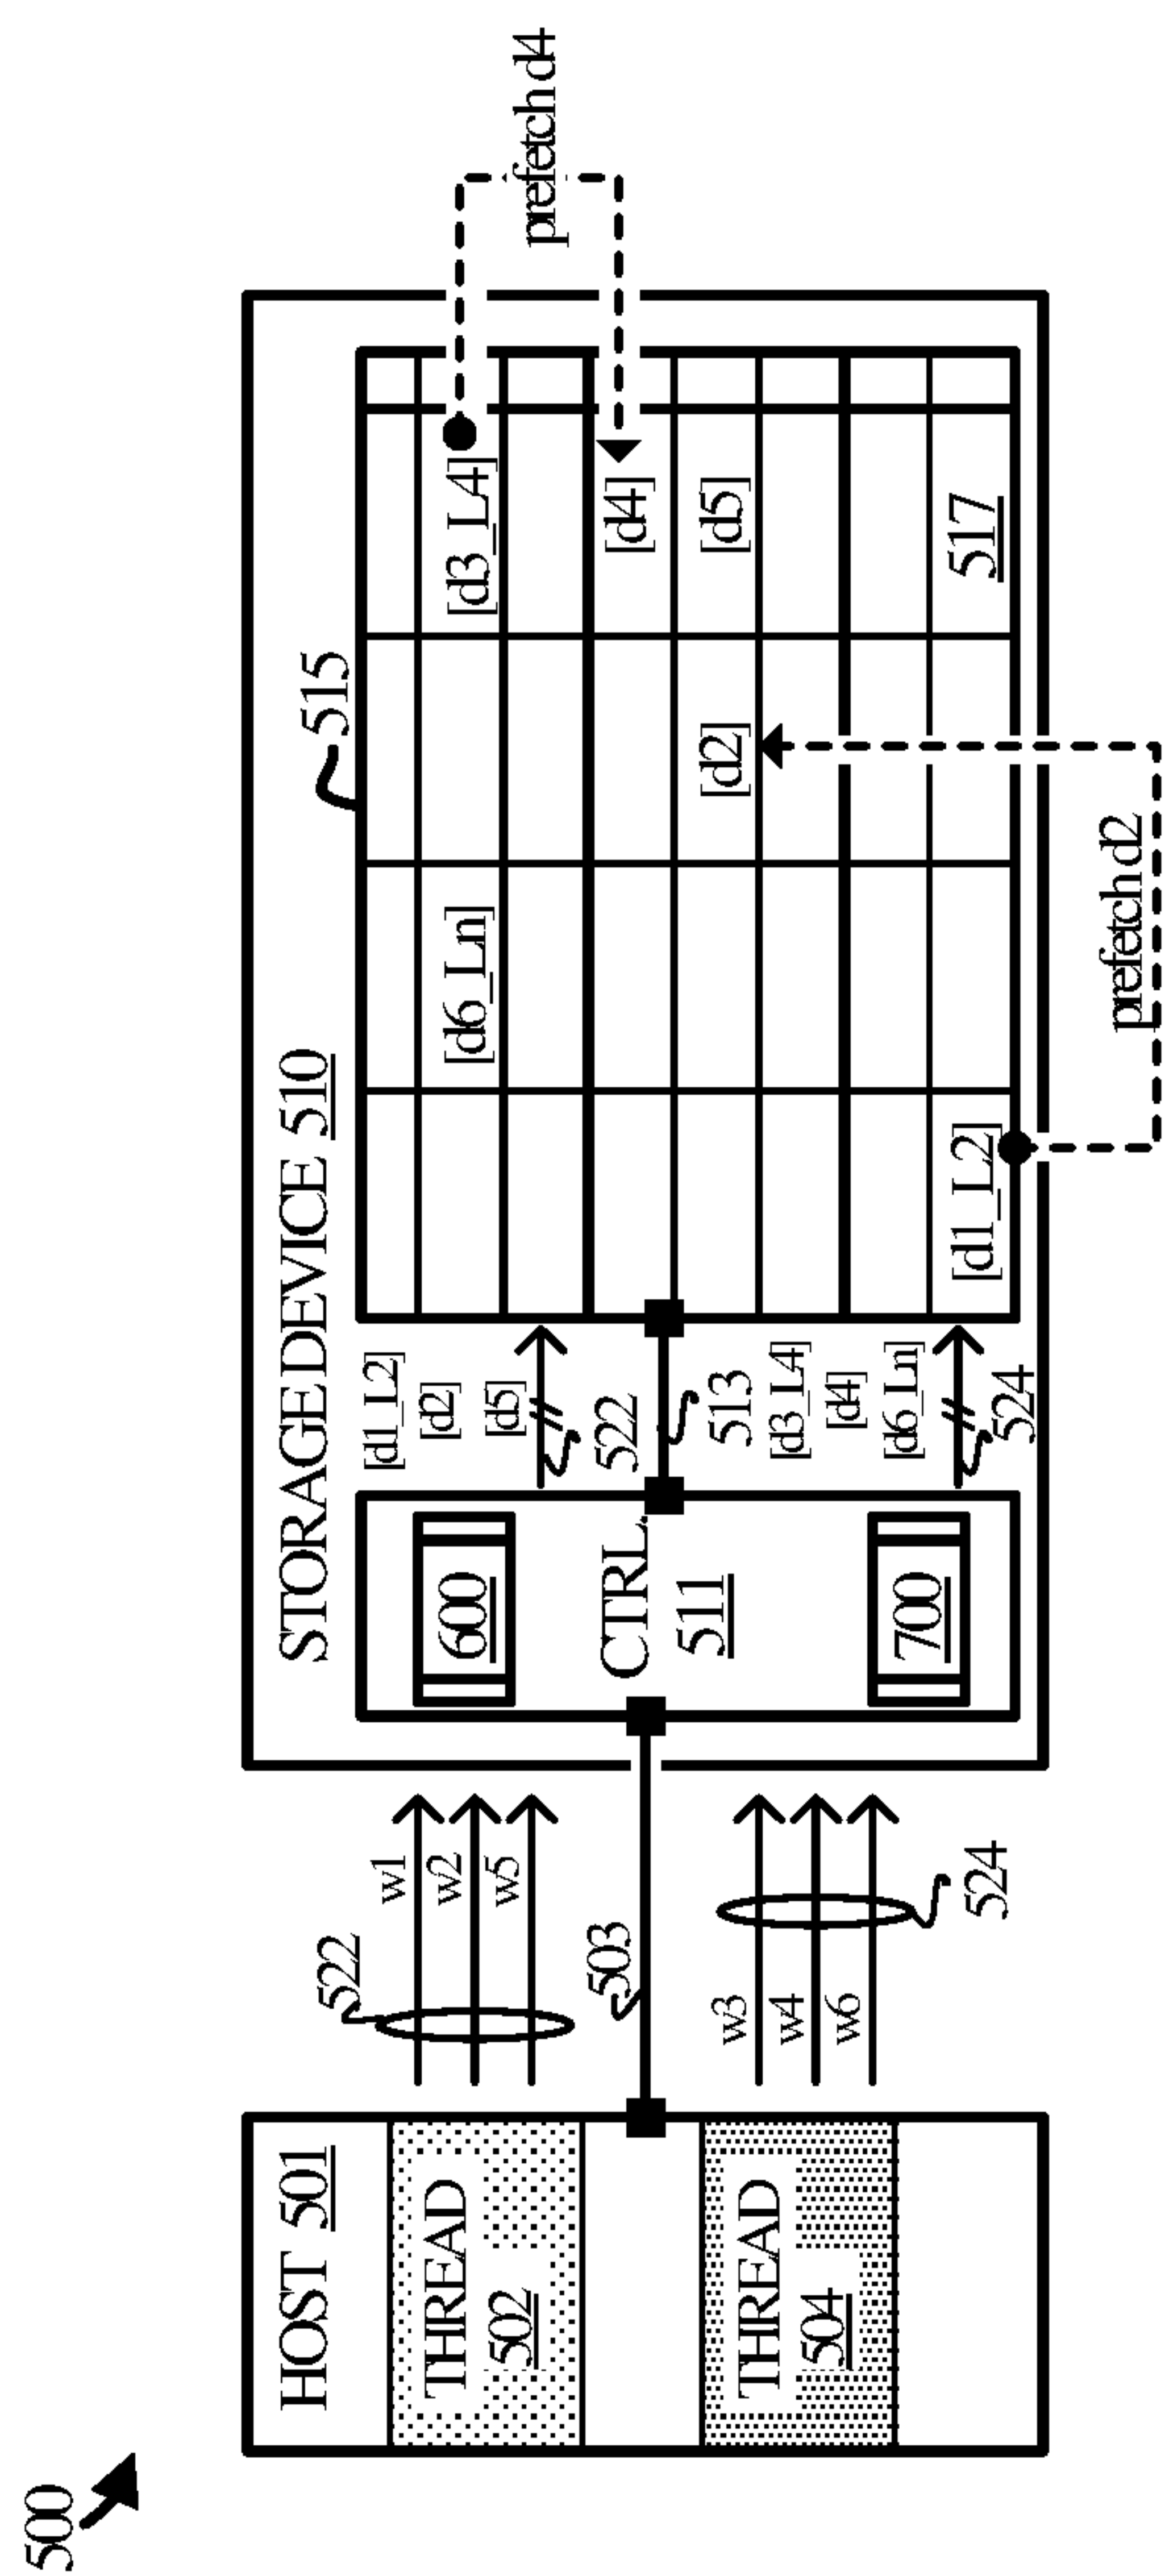 500
HOST 501
THREAD
502
THREAD
504
522
w1
w2
w5
503
w3
w4
w6
524
STORAGE DEVICE 510
600
CTRL.
511
700
[d1_L2]
[d2]
[d5]
522
513
[d3_L4]
[d4]
[d6_Ln]
524
515
[d6_Ln]
[d3_L4]
[d4]
[d2]
[d5]
[d1_L2]
517
prefetch d4
prefetch d2